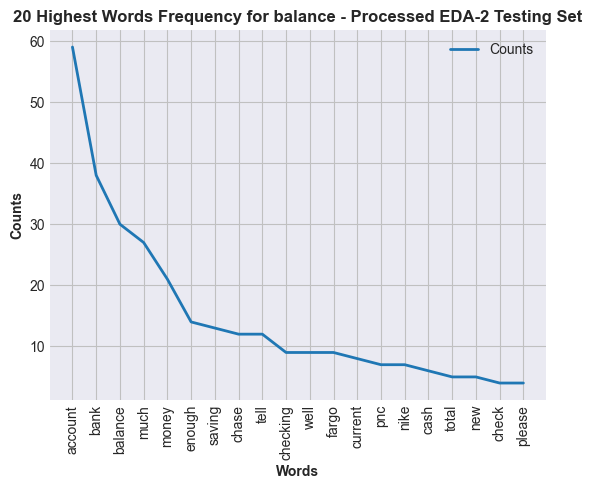 20 Highest Words Frequency for balance - Processed EDA-2 Testing Set
Counts
Counts
60
50
40
30
20
10
account
bank
balance
much
money
enough
saving
chase
tell
checking
well
fargo
current
pnc
nike
cash
total
new
check
please
Words